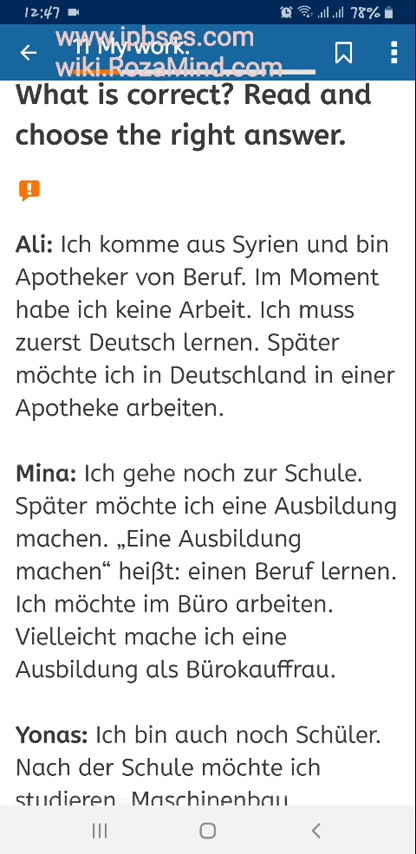 12:47
78%
www.ipbses.com
11 My work.
wiki.RozaMind.com
What is correct? Read and
choose the right answer.
Ali: Ich komme aus Syrien und bin
Apotheker von Beruf. Im Moment
habe ich keine Arbeit. Ich muss
zuerst Deutsch lernen. Später
möchte ich in Deutschland in einer
Apotheke arbeiten.
Mina: Ich gehe noch zur Schule.
Später möchte ich eine Ausbildung
machen. „Eine Ausbildung
machen“ heißt: einen Beruf lernen.
Ich möchte im Büro arbeiten.
Vielleicht mache ich eine
Ausbildung als Bürokauffrau.
Yonas: Ich bin auch noch Schüler.
Nach der Schule möchte ich
studieren. Maschinenbau